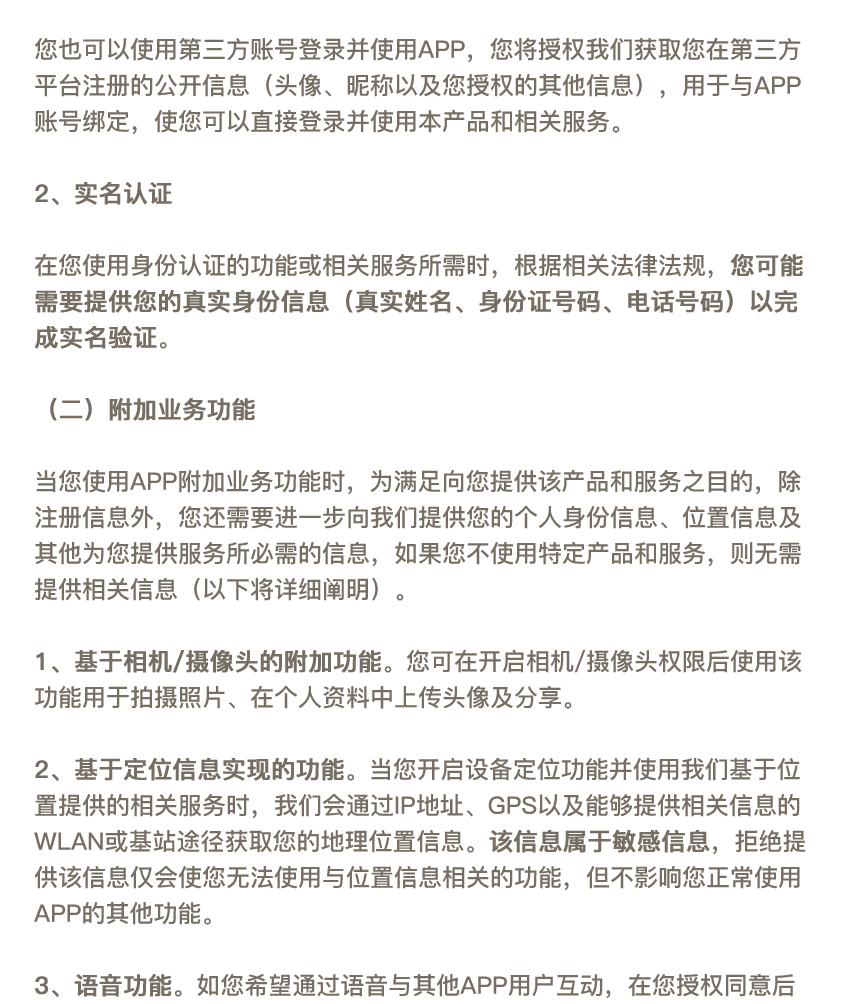 您也可以使用第三方账号登录并使用APP，您将授权我们获取您在第三方
平台注册的公开信息（头像、昵称以及您授权的其他信息），用于与APP
账号绑定，使您可以直接登录并使用本产品和相关服务。
2、实名认证
在您使用身份认证的功能或相关服务所需时，根据相关法律法规，您可能
需要提供您的真实身份信息（真实姓名、身份证号码、电话号码）以完
成实名验证。
（二）附加业务功能
当您使用APP附加业务功能时，为满足向您提供该产品和服务之目的，除
注册信息外，您还需要进一步向我们提供您的个人身份信息、位置信息及
其他为您提供服务所必需的信息，如果您不使用特定产品和服务，则无需
提供相关信息（以下将详细阐明）。
1、基于相机/摄像头的附加功能。您可在开启相机/摄像头权限后使用该
功能用于拍摄照片、在个人资料中上传头像及分享。
2、基于定位信息实现的功能。当您开启设备定位功能并使用我们基于位
置提供的相关服务时，我们会通过IP地址、GPS以及能够提供相关信息的
WLAN或基站途径获取您的地理位置信息。该信息属于敏感信息，拒绝提
供该信息仅会使您无法使用与位置信息相关的功能，但不影响您正常使用
APP的其他功能。
3、语音功能。如您希望通过语音与其他APP用户互动，在您授权同意后